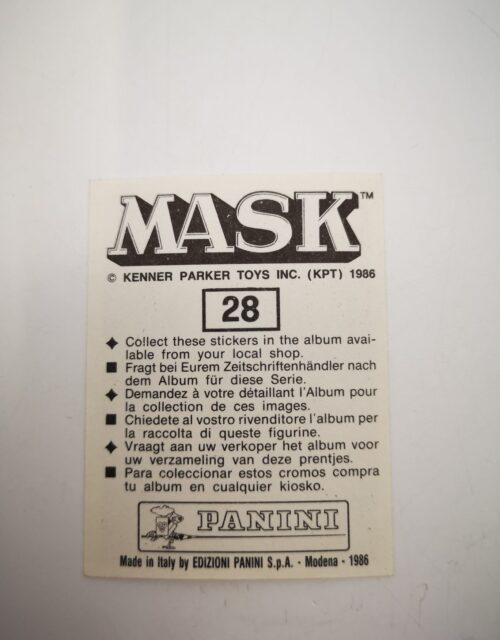 MASK™
© KENNER PARKER TOYS INC. (KPT) 1986
28
✦ Collect these stickers in the album avai-
lable from your local shop.
■ Fragt bei Eurem Zeitschriftenhändler nach
dem Album für diese Serie.
✦ Demandez à votre détaillant l'Album pour
la collection de ces images.
■ Chiedete al vostro rivenditore l'album per
la raccolta di queste figurine.
✦ Vraagt aan uw verkoper het album voor
uw verzameling van deze prentjes.
■ Para coleccionar estos cromos compra
tu album en cualquier kiosko.
PANINI
Made in Italy by EDIZIONI PANINI S.p.A. - Modena - 1986